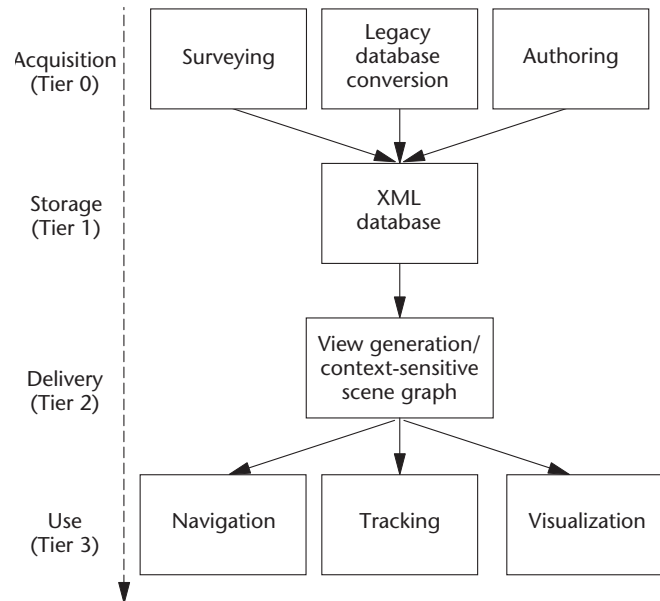 Acquisition
(Tier 0)
Surveying
Legacy
database
conversion
Authoring
Storage
(Tier 1)
XML
database
Delivery
(Tier 2)
View generation/
context-sensitive
scene graph
Use
(Tier 3)
Navigation
Tracking
Visualization